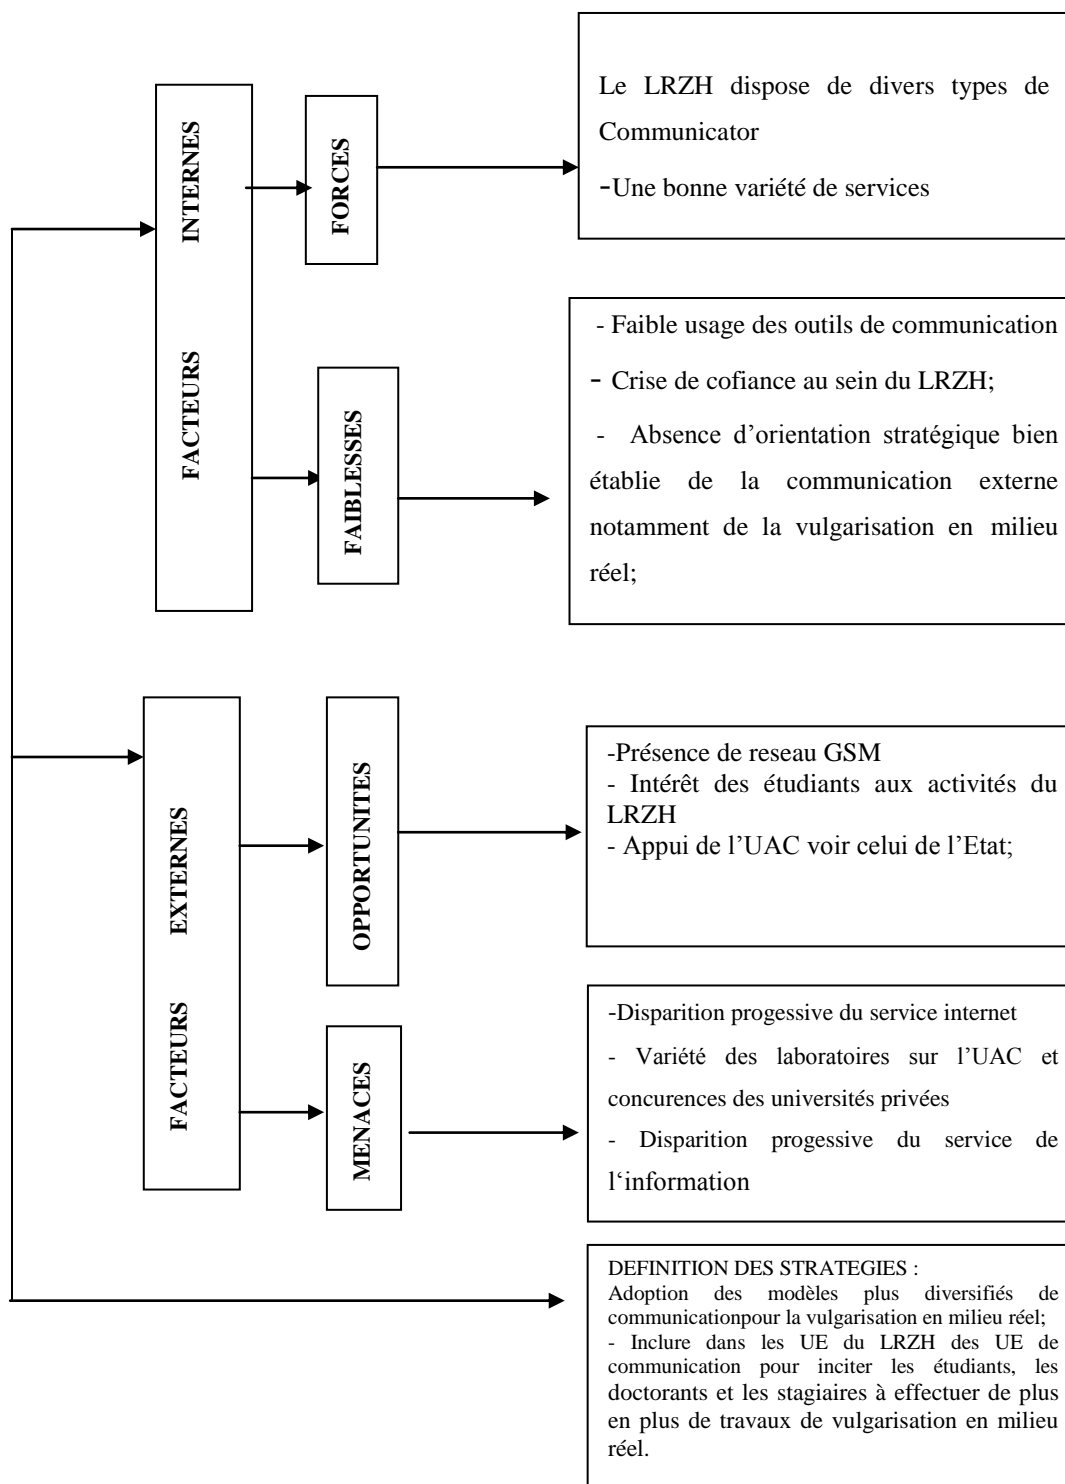 INTERNES
FACTEURS
FORCES
Le LRZH dispose de divers types de
Communicator
-Une bonne variété de services
FAIBLESSES
- Faible usage des outils de communication
- Crise de cofiance au sein du LRZH;
- Absence d’orientation stratégique bien
établie de la communication externe
notamment de la vulgarisation en milieu
réel;
EXTERNES
FACTEURS
OPPORTUNITES
-Présence de reseau GSM
- Intérêt des étudiants aux activités du
LRZH
- Appui de l’UAC voir celui de l’Etat;
MENACES
-Disparition progessive du service internet
- Variété des laboratoires sur l’UAC et
concurences des universités privées
- Disparition progessive du service de
l‘information
DEFINITION DES STRATEGIES :
Adoption des modèles plus diversifiés de
communicationpour la vulgarisation en milieu réel;
- Inclure dans les UE du LRZH des UE de
communication pour inciter les étudiants, les
doctorants et les stagiaires à effectuer de plus
en plus de travaux de vulgarisation en milieu
réel.